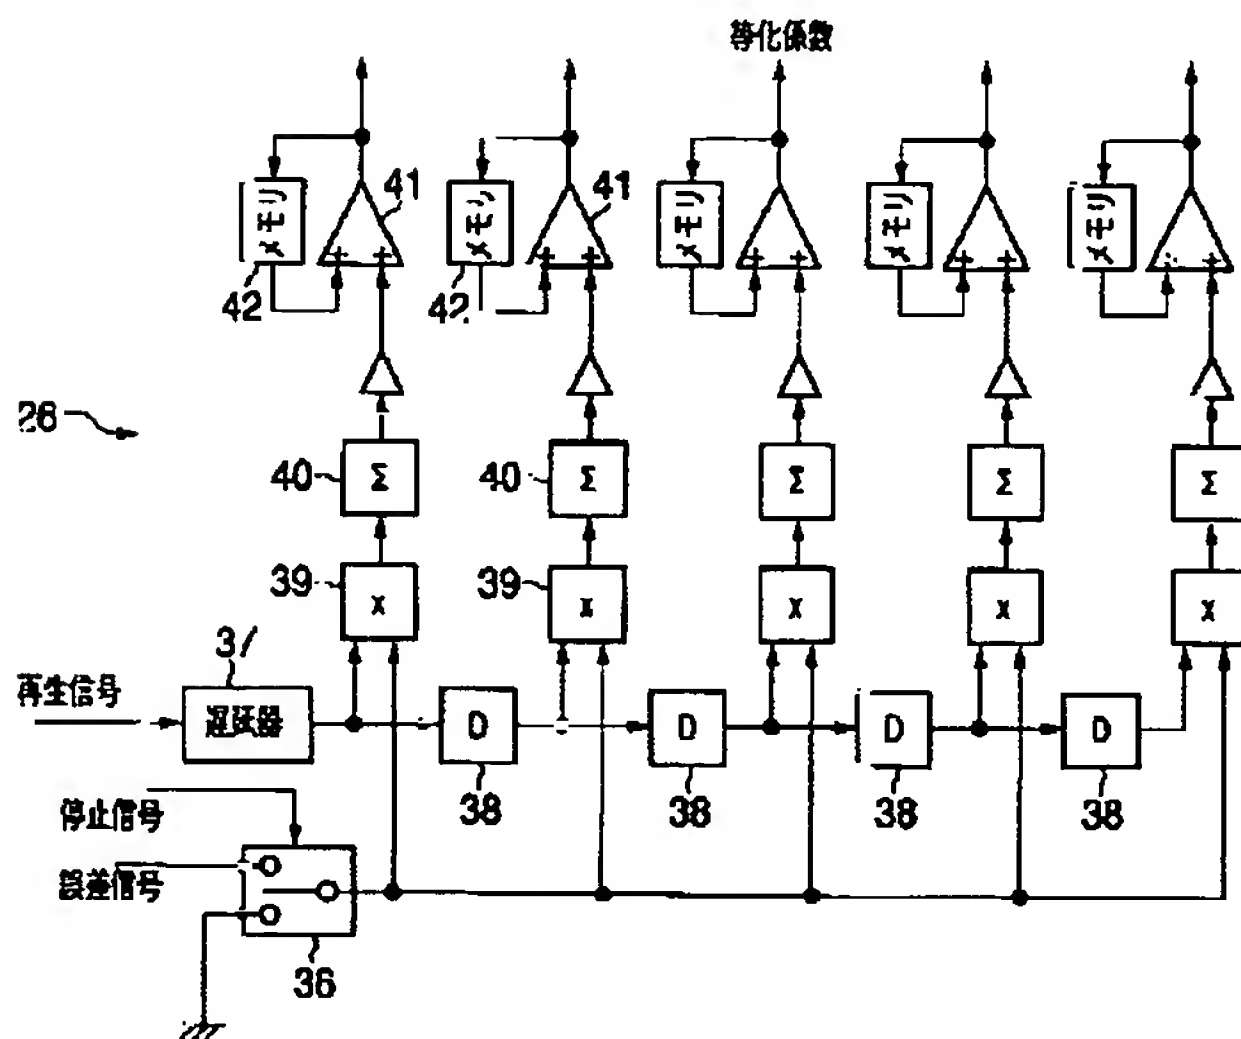 等化係数
メモリ メモリ メモリ メモリ メモリ
41 41
+ + + + + + + + + +
42 42
26
40 Σ 40 Σ Σ Σ Σ
39 X 39 X X X X
37
再生信号 遅延器 D D D D
38 38 38 38
停止信号
誤差信号
36